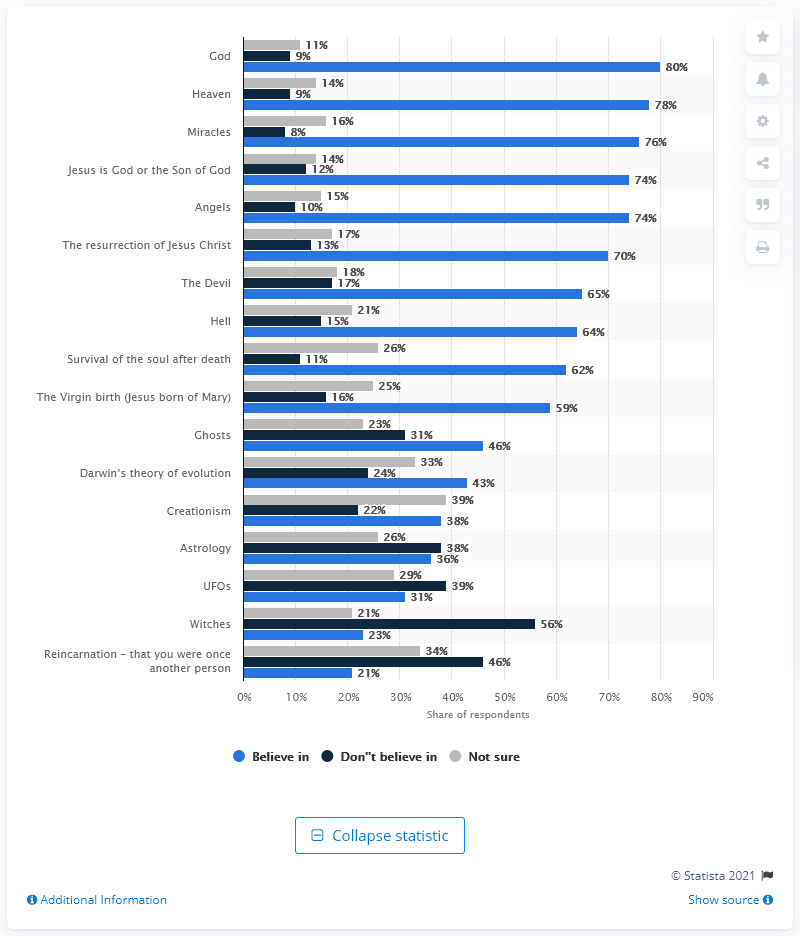 God
11%
9%
80%
Heaven
14%
9%
78%
Miracles
16%
8%
76%
Jesus is God or the Son of God
14%
12%
74%
Angels
15%
10%
74%
The resurrection of Jesus Christ
17%
13%
70%
The Devil
18%
17%
65%
Hell
21%
15%
64%
Survival of the soul after death
26%
11%
62%
The Virgin birth (Jesus born of Mary)
25%
16%
59%
Ghosts
23%
31%
46%
Darwin's theory of evolution
33%
24%
43%
Creationism
39%
22%
38%
Astrology
26%
38%
36%
UFOs
29%
39%
31%
Witches
21%
56%
23%
Reincarnation – that you were once
another person
34%
46%
21%
0% 10% 20% 30% 40% 50% 60% 70% 80% 90%
Share of respondents
Believe in Don"t believe in Not sure
Collapse statistic
© Statista 2021
Additional Information
Show source